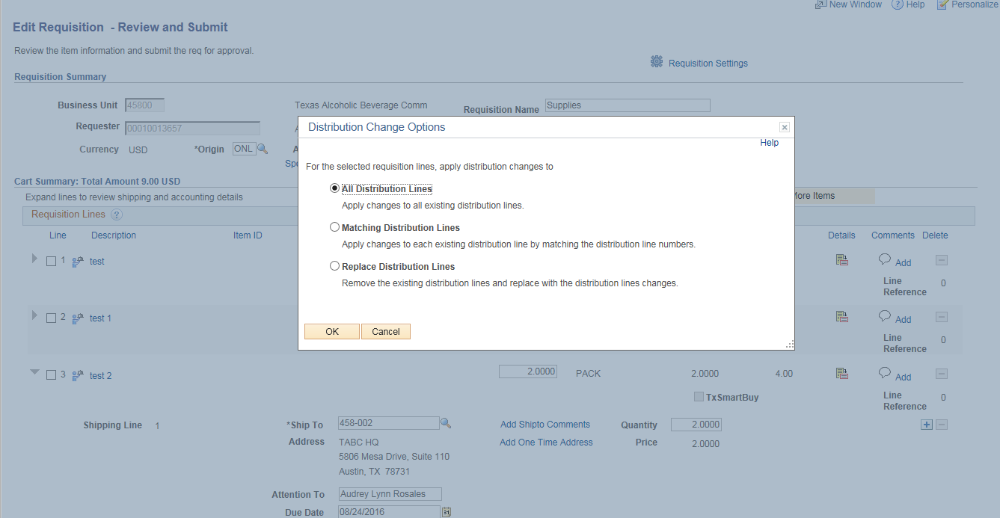 New Window Help Personalize
Edit Requisition - Review and Submit
Review the item information and submit the req for approval.
Requisition Settings
Requisition Summary
Business Unit 45800 Texas Alcoholic Beverage Comm Requisition Name Supplies
Requester 00010013657
Currency USD *Origin ONL
Cart Summary: Total Amount 9.00 USD
Expand lines to review shipping and accounting details
More Items
Requisition Lines ?
Line Description Item ID Details Comments Delete
1 test Add
Line Reference 0
2 test 1 Add
Line Reference 0
3 test 2 2.0000 PACK 2.0000 4.00 Add
TxSmartBuy
Line Reference 0
Shipping Line 1 *Ship To 458-002 Add Shipto Comments Quantity 2.0000
Address TABC HQ Add One Time Address Price 2.0000
5806 Mesa Drive, Suite 110
Austin, TX 78731
Attention To Audrey Lynn Rosales
Due Date 08/24/2016 31
Distribution Change Options
Help
For the selected requisition lines, apply distribution changes to
All Distribution Lines
Apply changes to all existing distribution lines.
Matching Distribution Lines
Apply changes to each existing distribution line by matching the distribution line numbers.
Replace Distribution Lines
Remove the existing distribution lines and replace with the distribution lines changes.
OK Cancel